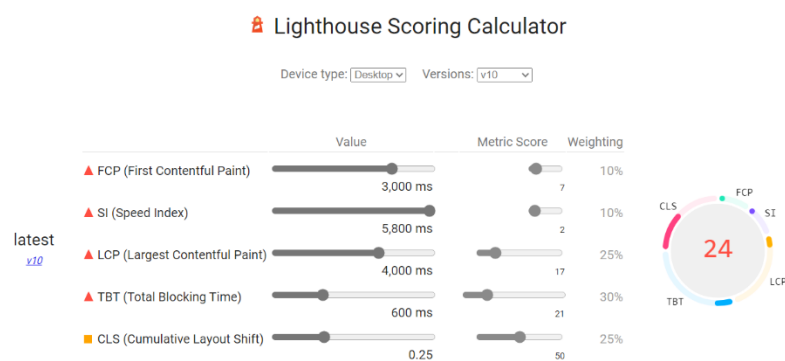 Lighthouse Scoring Calculator
Device type: Desktop Versions: v10
Value Metric Score Weighting
FCP (First Contentful Paint) 10%
3,000 ms 7
SI (Speed Index) 10%
5,800 ms 2
LCP (Largest Contentful Paint) 25%
4,000 ms 17
TBT (Total Blocking Time) 30%
600 ms 21
CLS (Cumulative Layout Shift) 25%
0.25 50
latest
v10
FCP
CLS
SI
24
LCP
TBT